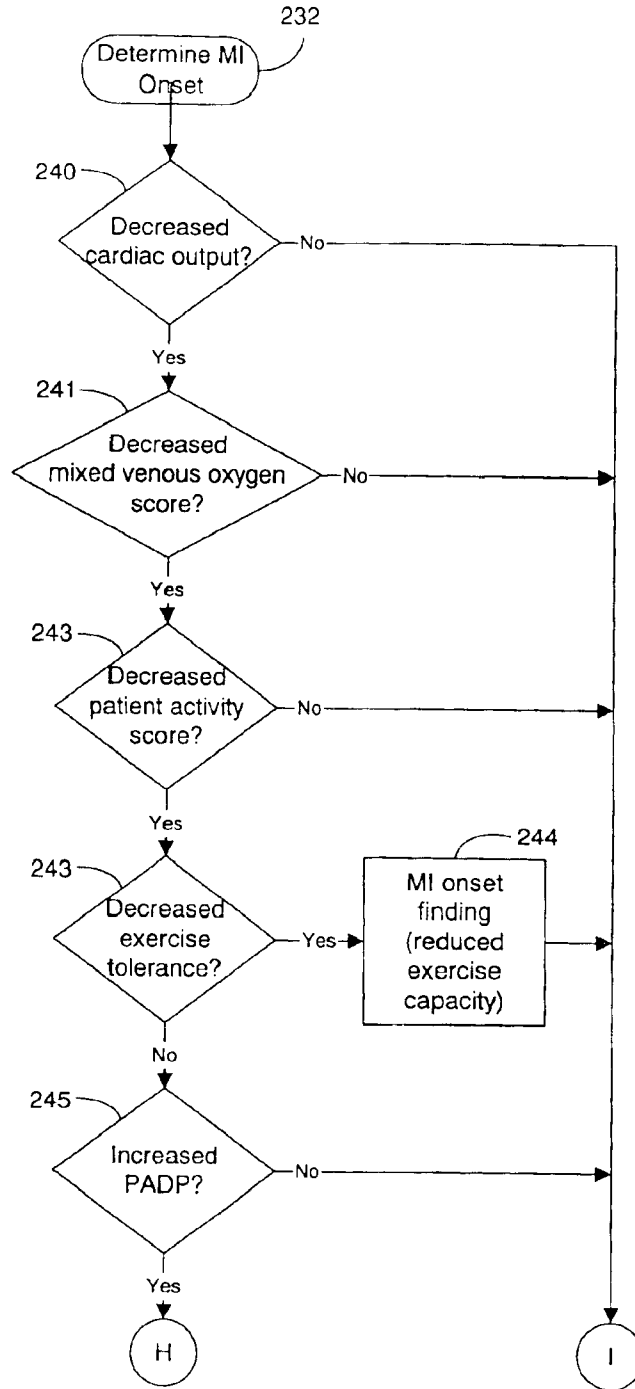 232
Determine MI
Onset
240
Decreased
cardiac output?
No
Yes
241
Decreased
mixed venous oxygen
score?
No
Yes
243
Decreased
patient activity
score?
No
Yes
243
Decreased
exercise
tolerance?
Yes
244
MI onset
finding
(reduced
exercise
capacity)
No
245
Increased
PADP?
No
Yes
H
I